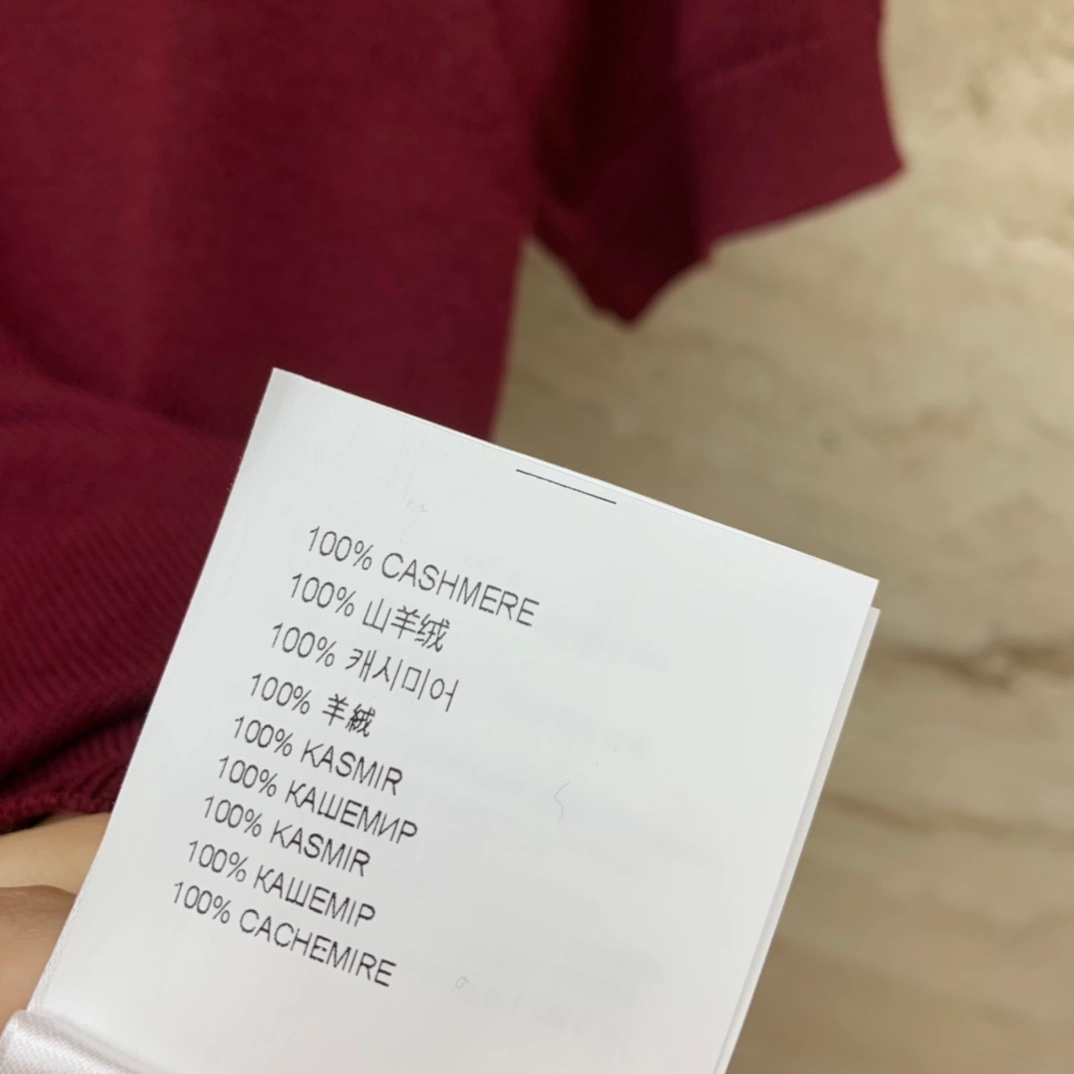 100% CASHMERE
100% 山羊绒
100% 캐시미어
100% 羊絨
100% KASMIR
100% КАШЕМИР
100% KASMIR
100% КАШЕМІР
100% CACHEMIRE